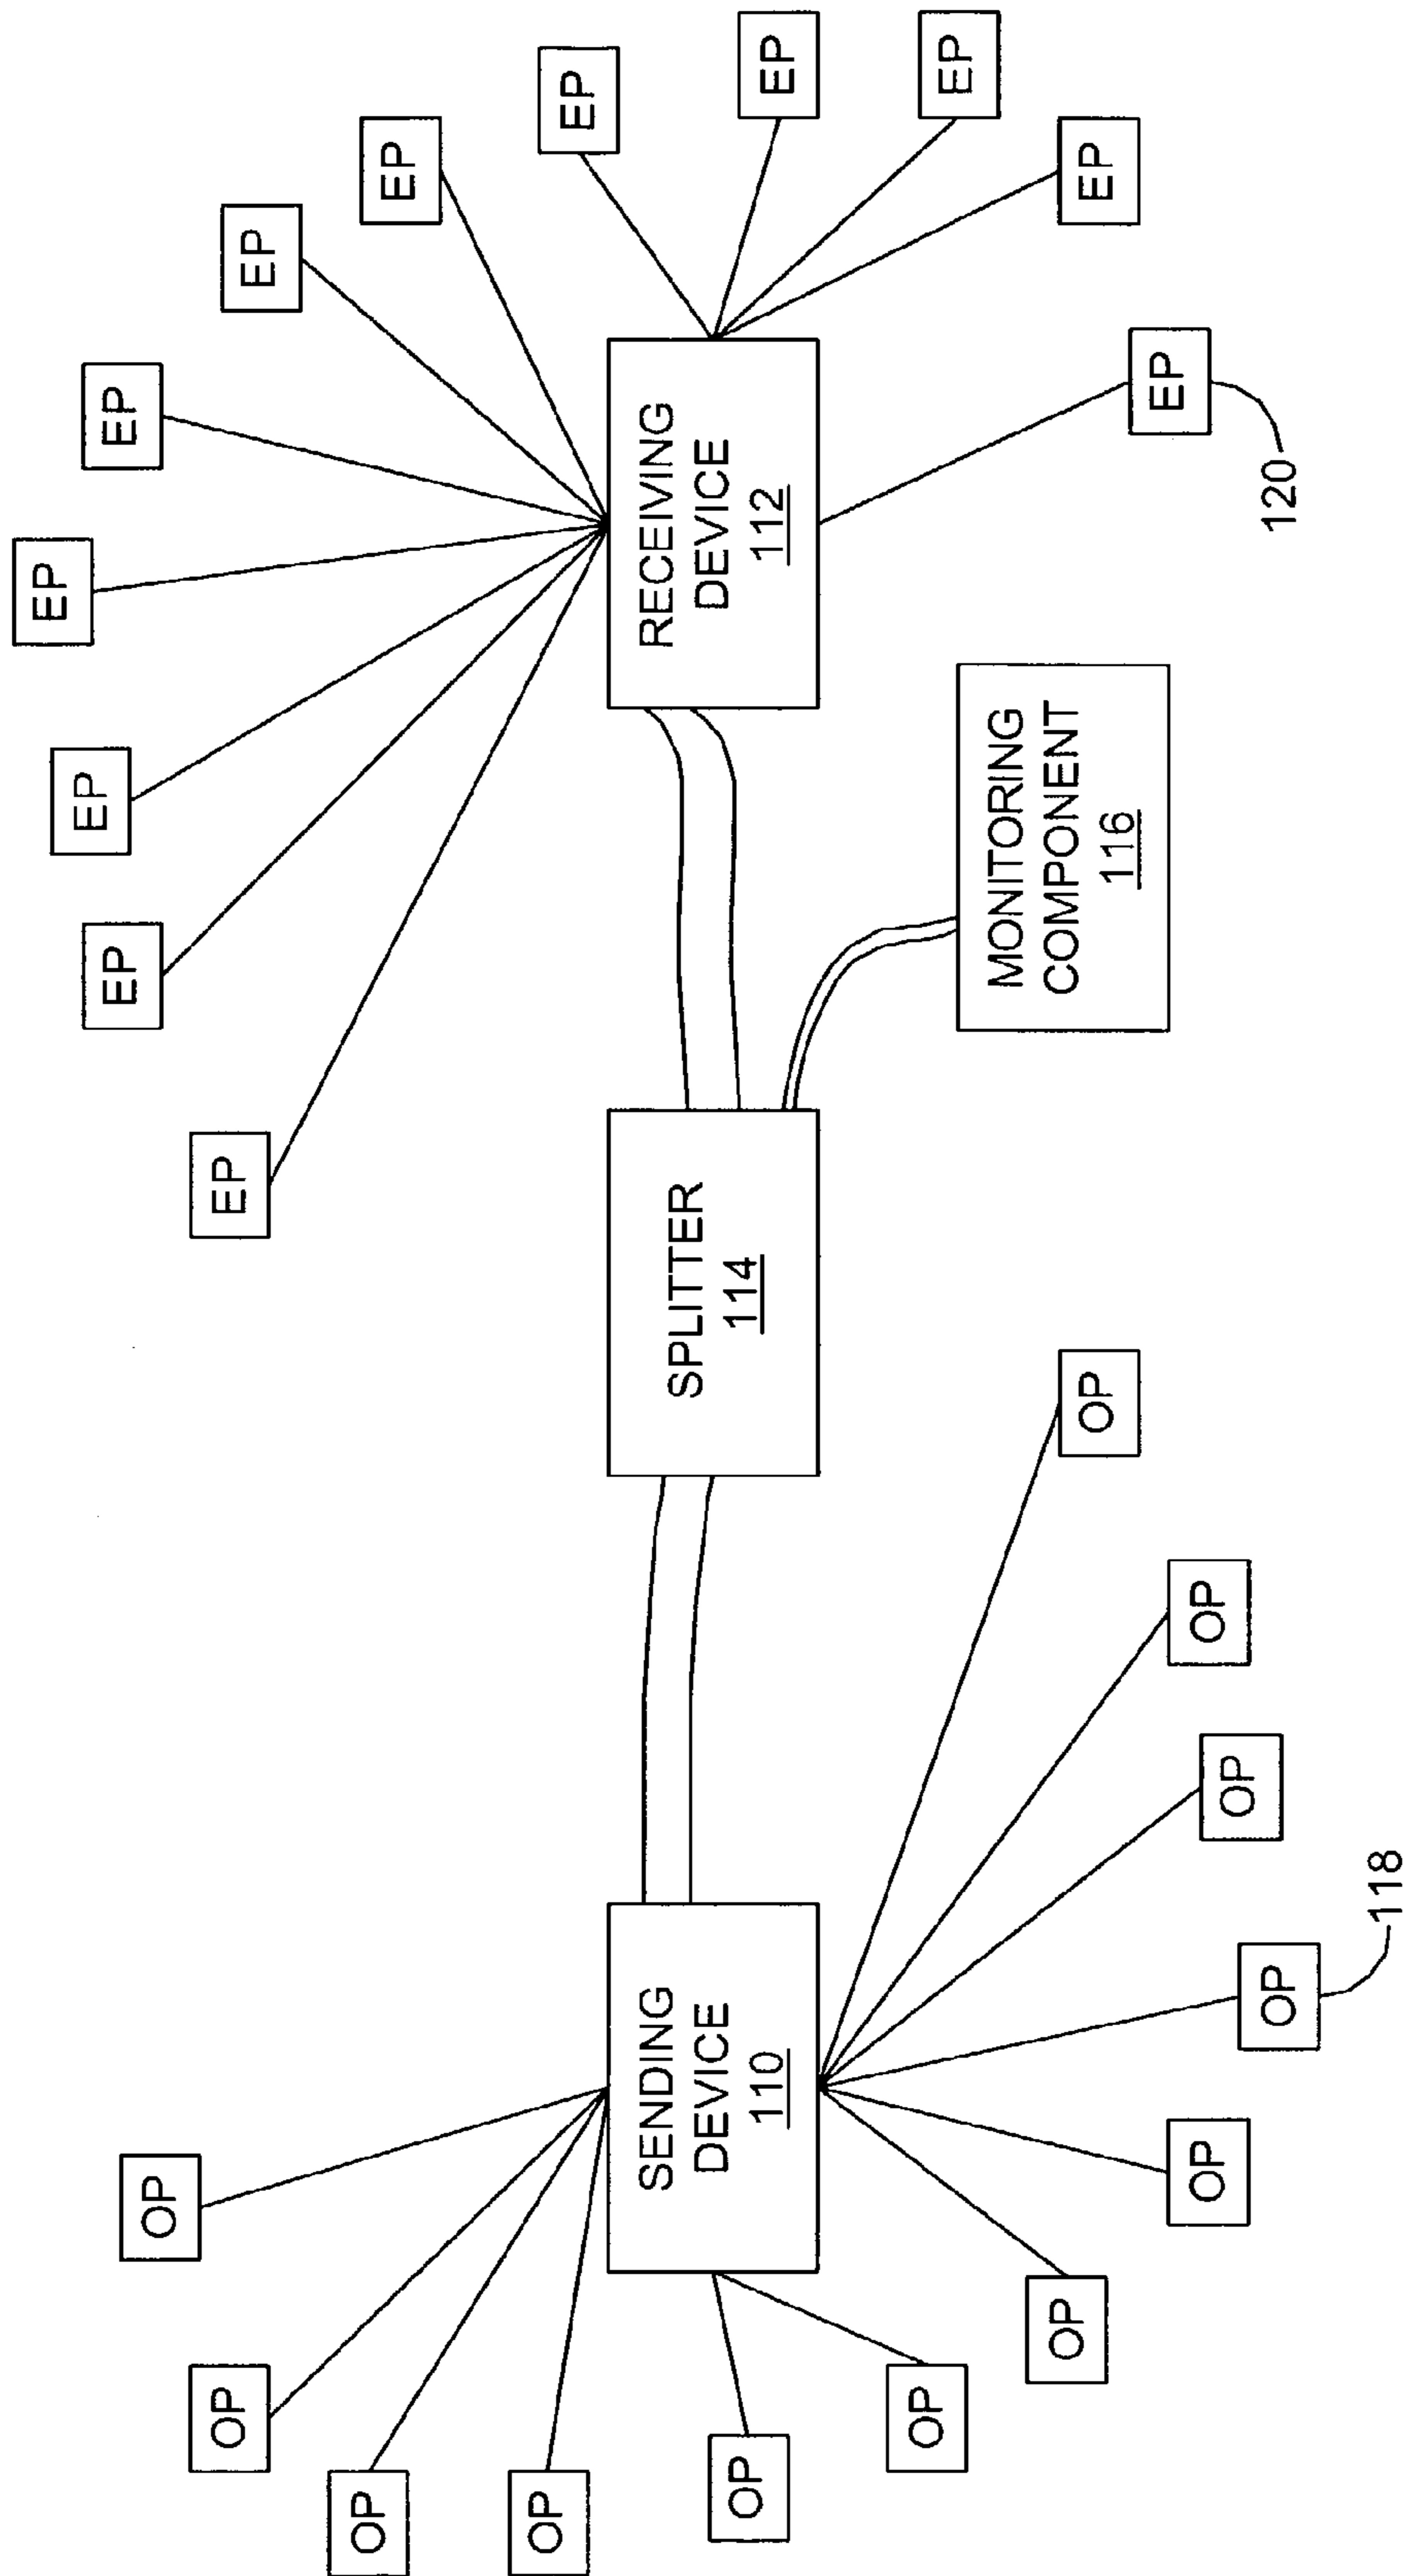 EP
EP
EP
EP
OP
OP
EP
EP
OP
EP
OP
EP
SENDING
DEVICE
110
SPLITTER
114
RECEIVING
DEVICE
112
OP
EP
OP
EP
MONITORING
COMPONENT
116
OP
OP
EP
EP
OP
OP
OP
OP
120
118